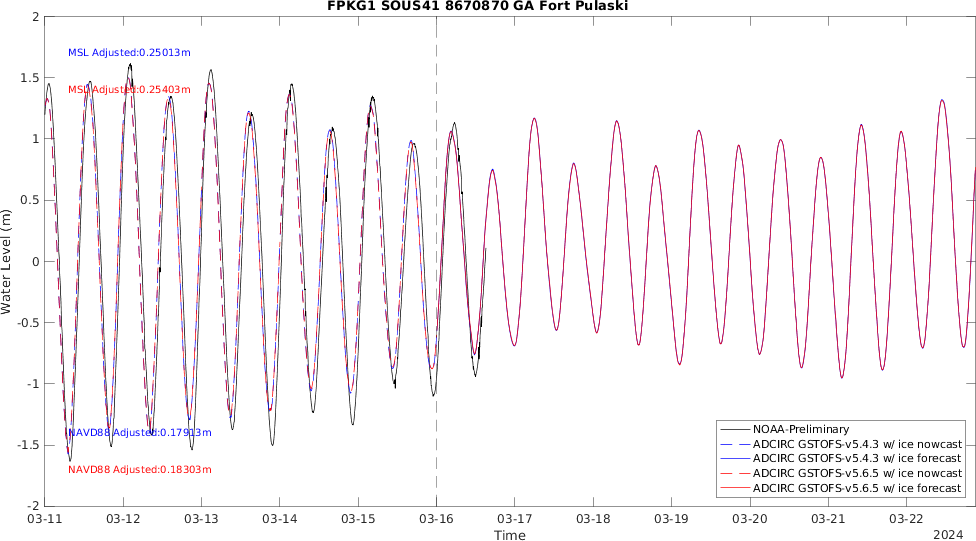 FPKG1 SOUS41 8670870 GA Fort Pulaski
2
1.5
1
0.5
0
-0.5
-1
-1.5
-2
Water Level (m)
MSL Adjusted:0.25013m
MSL Adjusted:0.25403m
NAVD88 Adjusted:0.17913m
NAVD88 Adjusted:0.18303m
NOAA-Preliminary
ADCIRC GSTOFS-v5.4.3 w/ ice nowcast
ADCIRC GSTOFS-v5.4.3 w/ ice forecast
ADCIRC GSTOFS-v5.6.5 w/ ice nowcast
ADCIRC GSTOFS-v5.6.5 w/ ice forecast
03-11 03-12 03-13 03-14 03-15 03-16 03-17 03-18 03-19 03-20 03-21 03-22
Time
2024